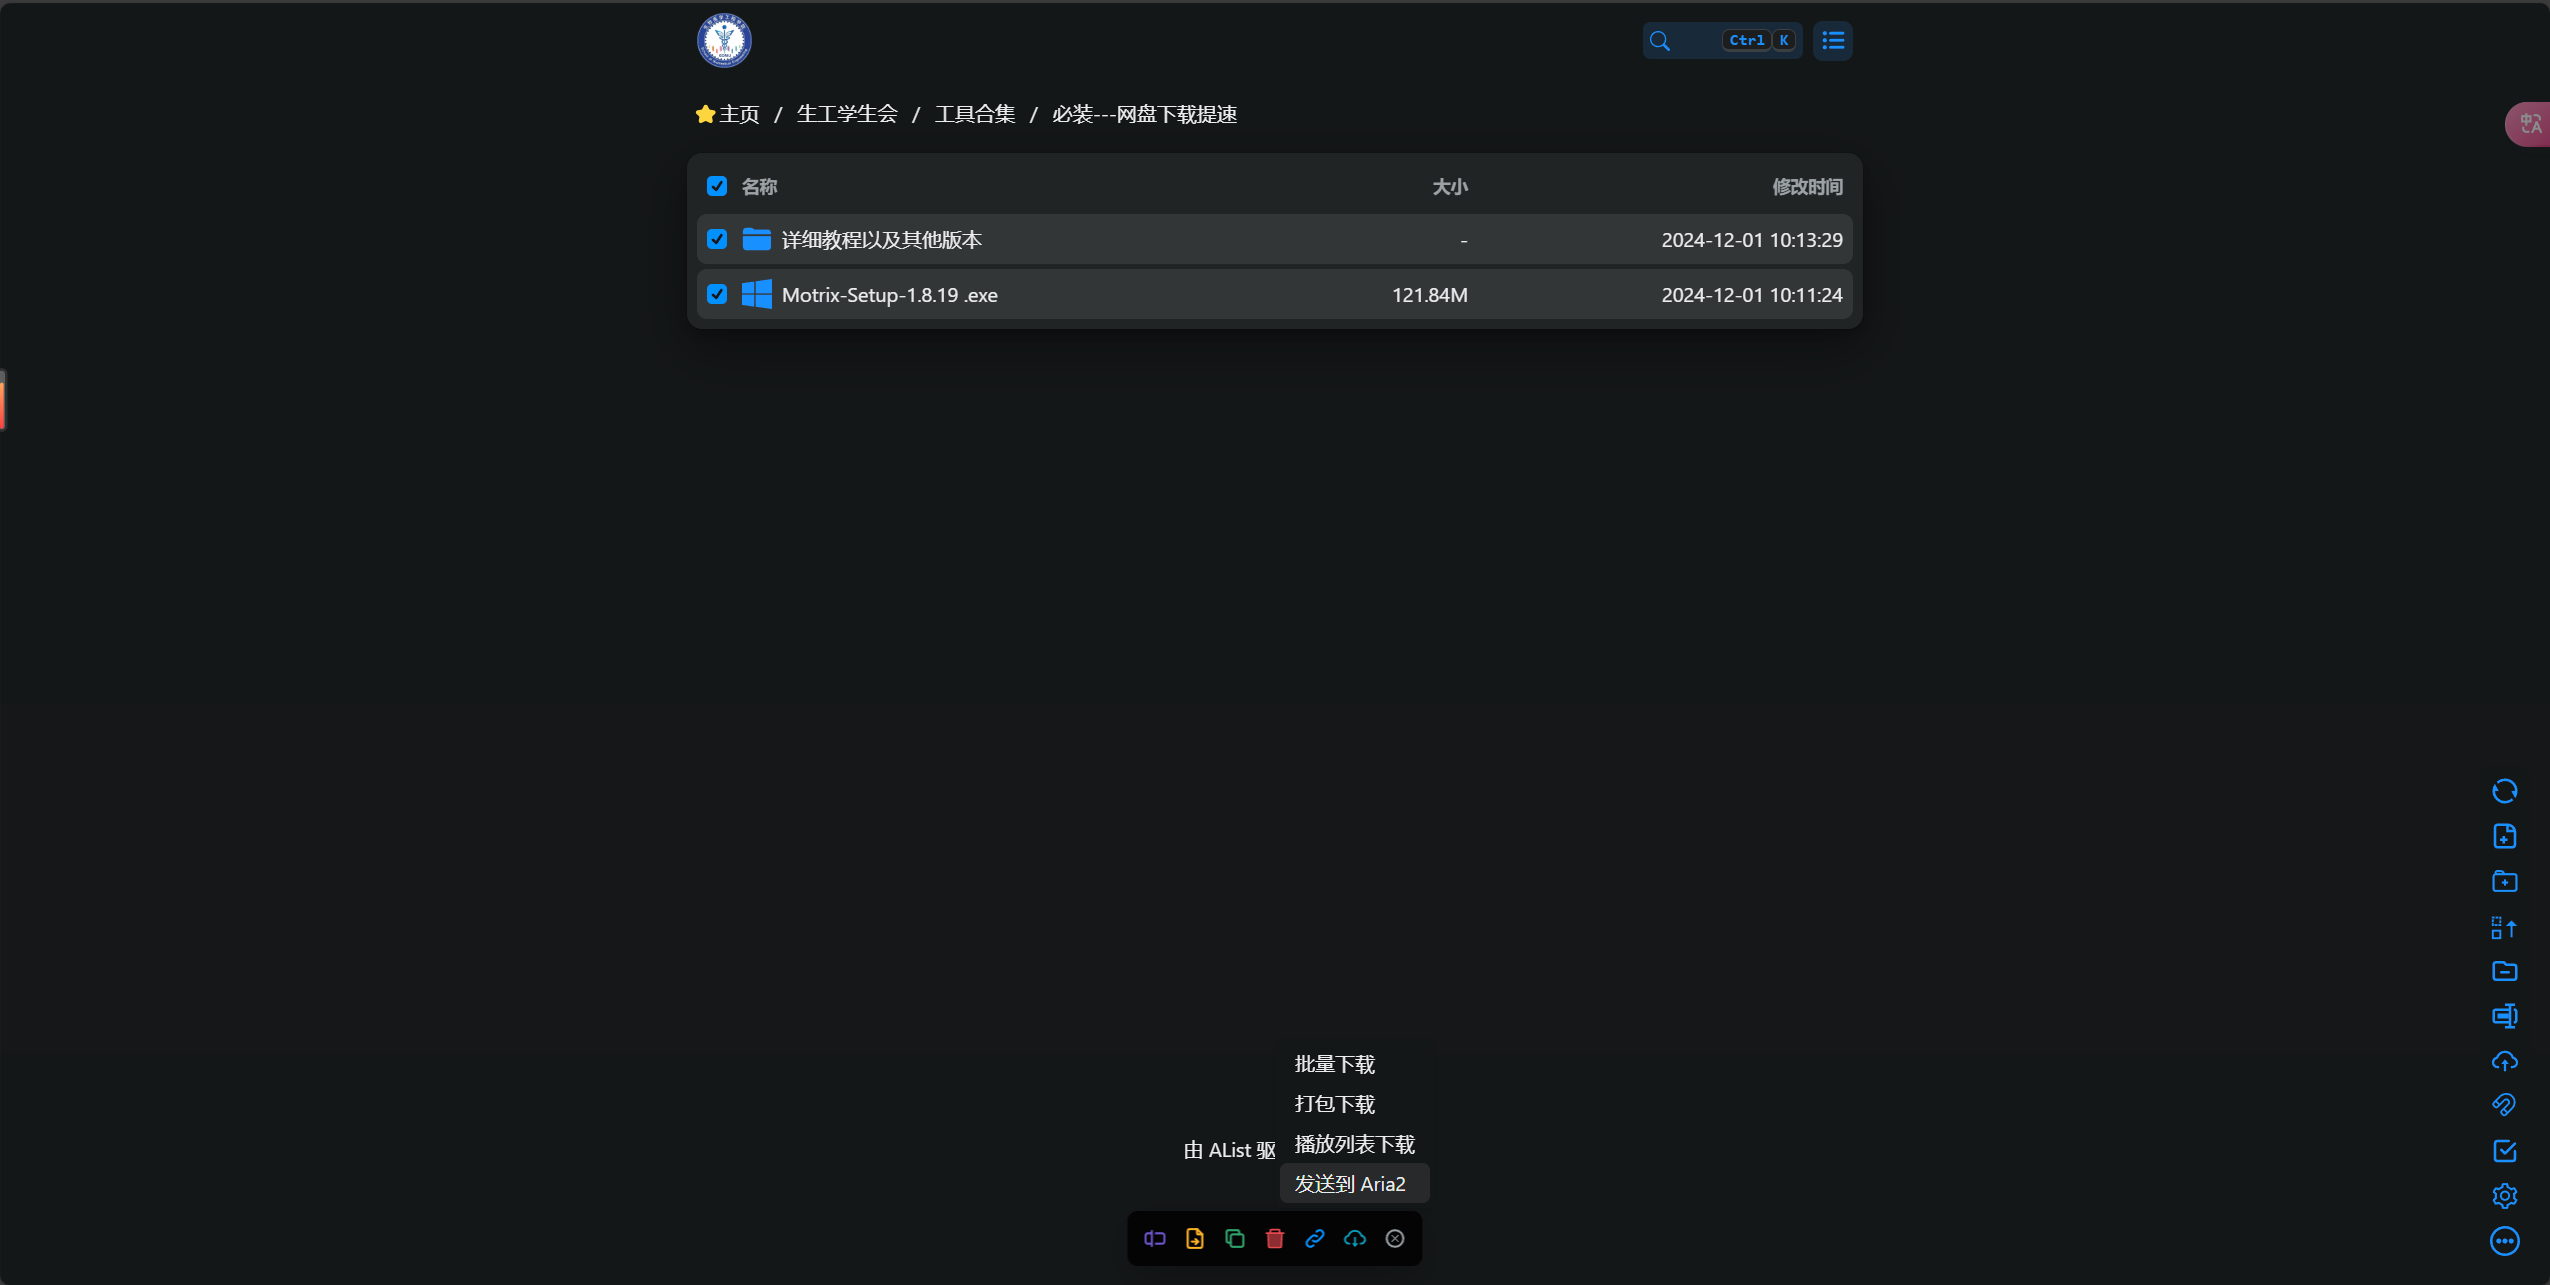 Ctrl K
主页 / 生工学生会 / 工具合集 / 必装---网盘下载提速
名称 大小 修改时间
详细教程以及其他版本 - 2024-12-01 10:13:29
Motrix-Setup-1.8.19 .exe 121.84M 2024-12-01 10:11:24
批量下载
打包下载
播放列表下载
由 AList 驱
发送到 Aria2